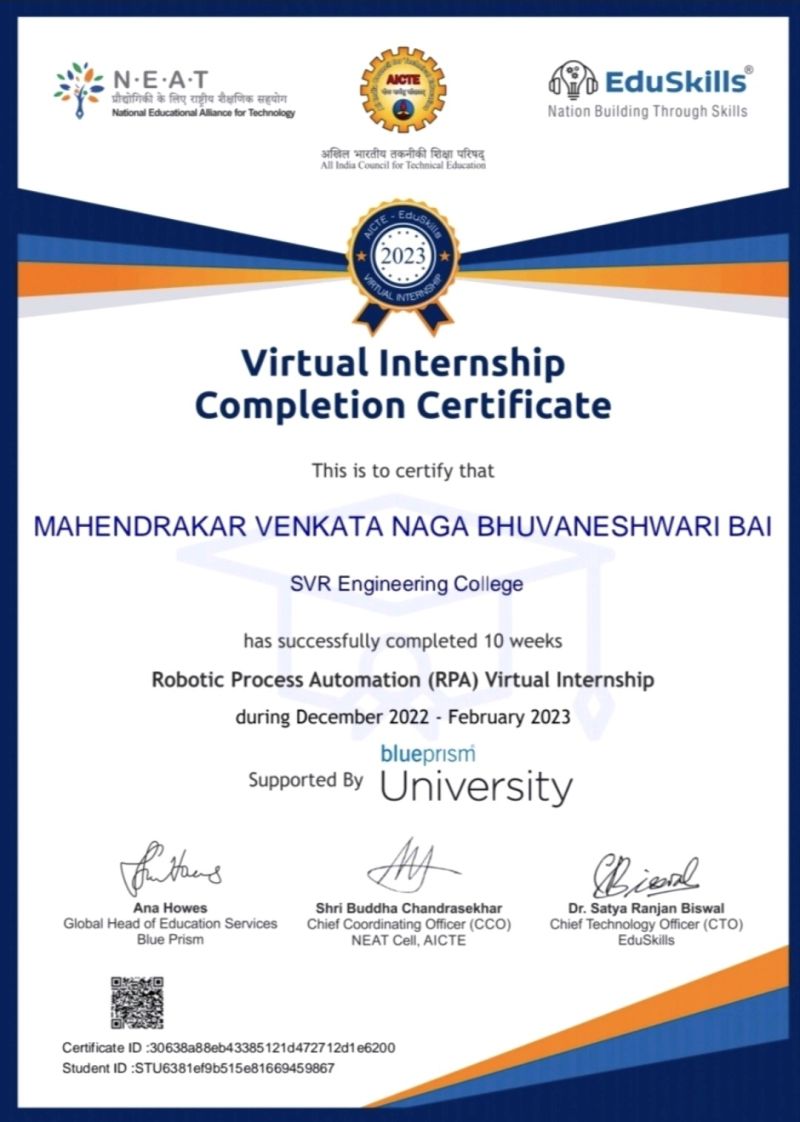 N·E·A·T
प्रौद्योगिकी के लिए राष्ट्रीय शैक्षणिक सहयोग
National Educational Alliance for Technology
AICTE
अखिल भारतीय तकनीकी शिक्षा परिषद्
All India Council for Technical Education
EduSkills®
Nation Building Through Skills
AICTE - EduSkills
2023
VIRTUAL INTERNSHIP
Virtual Internship
Completion Certificate
This is to certify that
MAHENDRAKAR VENKATA NAGA BHUVANESHWARI BAI
SVR Engineering College
has successfully completed 10 weeks
Robotic Process Automation (RPA) Virtual Internship
during December 2022 - February 2023
Supported By
blueprism
University
Ana Howes
Global Head of Education Services
Blue Prism
Shri Buddha Chandrasekhar
Chief Coordinating Officer (CCO)
NEAT Cell, AICTE
Dr. Satya Ranjan Biswal
Chief Technology Officer (CTO)
EduSkills
Certificate ID :30638a88eb43385121d472712d1e6200
Student ID :STU6381ef9b515e81669459867